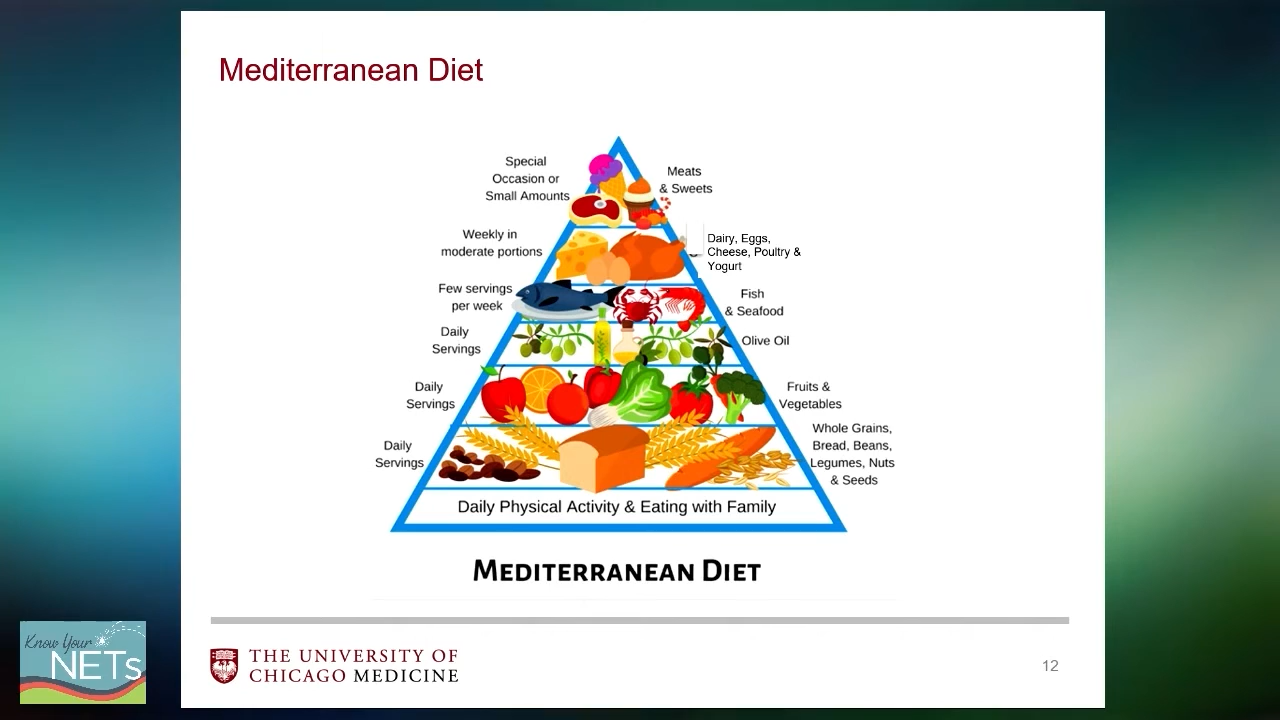 Mediterranean Diet
Special
Occasion or
Small Amounts
Meats
& Sweets
Weekly in
moderate portions
Dairy, Eggs,
Cheese, Poultry &
Yogurt
Few servings
per week
Fish
& Seafood
Daily
Servings
Olive Oil
Daily
Servings
Fruits &
Vegetables
Daily
Servings
Whole Grains,
Bread, Beans,
Legumes, Nuts
& Seeds
Daily Physical Activity & Eating with Family
MEDITERRANEAN DIET
Know Your
NETs
THE UNIVERSITY OF
CHICAGO MEDICINE
12